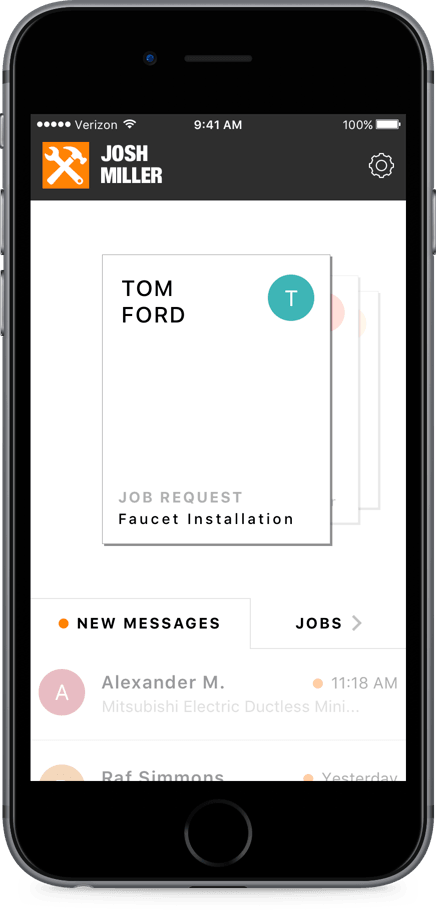 Verizon 9:41 AM 100%
JOSH
MILLER
TOM
FORD
T
JOB REQUEST
Faucet Installation
NEW MESSAGES
JOBS
A
Alexander M.
11:18 AM
Mitsubishi Electric Ductless Mini...
Raf Simmons
Yesterday